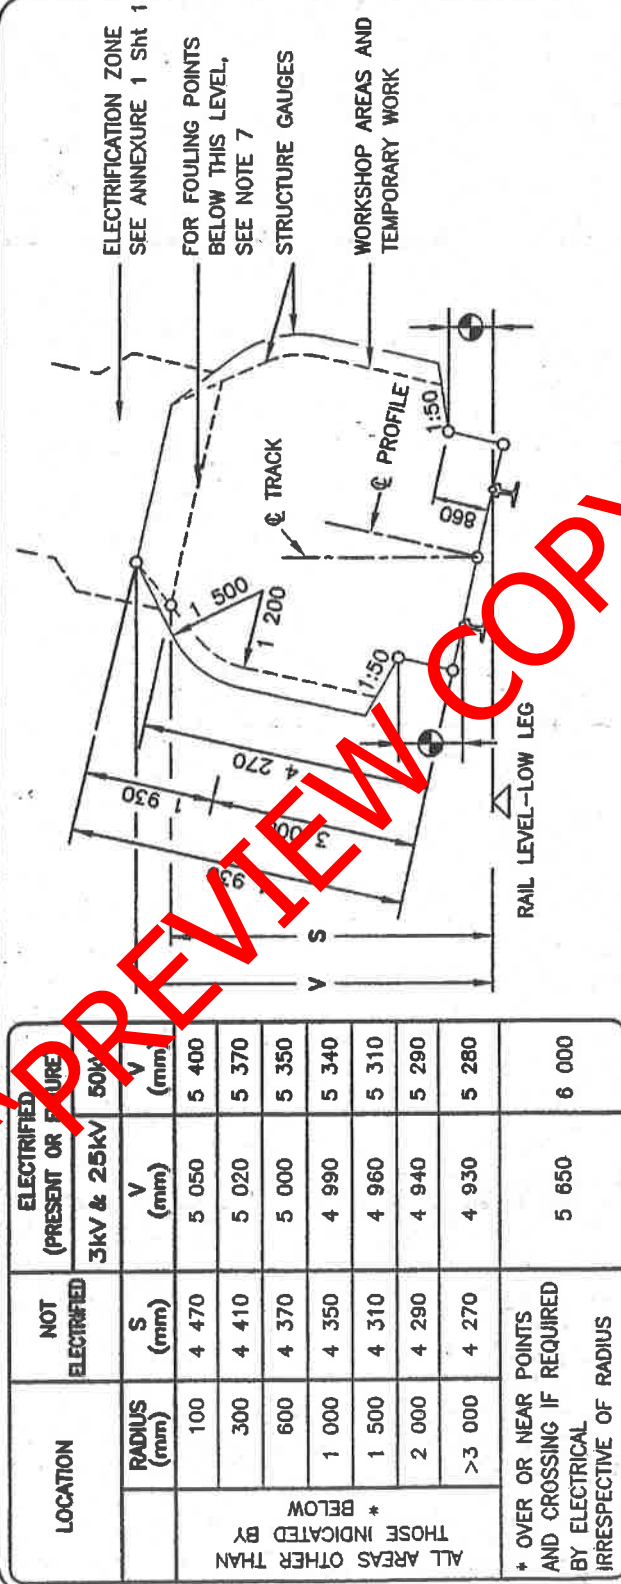 ELECTRIFICATION ZONE
SEE ANNEXURE 1 Sht 1
FOR FOULING POINTS
BELOW THIS LEVEL,
SEE NOTE 7
STRUCTURE GAUGES
WORKSHOP AREAS AND
TEMPORARY WORK
1 500
1 200
℄ TRACK
℄ PROFILE
1:50
1:50
860
1 930
4 270
V
S
RAIL LEVEL-LOW LEG
PREVIEW COPY
LOCATION
NOT
ELECTRIFIED
ELECTRIFIED
(PRESENT OR FUTURE)
3kV & 25kV
50kV
RADIUS
(mm)
S
(mm)
V
(mm)
V
(mm)
ALL AREAS OTHER THAN
THOSE INDICATED BY
* BELOW
100 4 470 5 050 5 400
300 4 410 5 020 5 370
600 4 370 5 000 5 350
1 000 4 350 4 990 5 340
1 500 4 310 4 960 5 310
2 000 4 290 4 940 5 290
>3 000 4 270 4 930 5 280
* OVER OR NEAR POINTS
AND CROSSING IF REQUIRED
BY ELECTRICAL
IRRESPECTIVE OF RADIUS
5 650 6 000